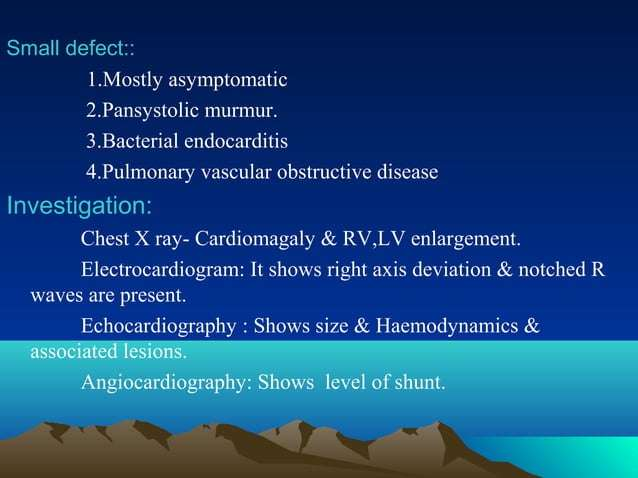 Small defect::
1.Mostly asymptomatic
2.Pansystolic murmur.
3.Bacterial endocarditis
4.Pulmonary vascular obstructive disease
Investigation:
Chest X ray- Cardiomagaly & RV,LV enlargement.
Electrocardiogram: It shows right axis deviation & notched R
waves are present.
Echocardiography : Shows size & Haemodynamics &
associated lesions.
Angiocardiography: Shows level of shunt.